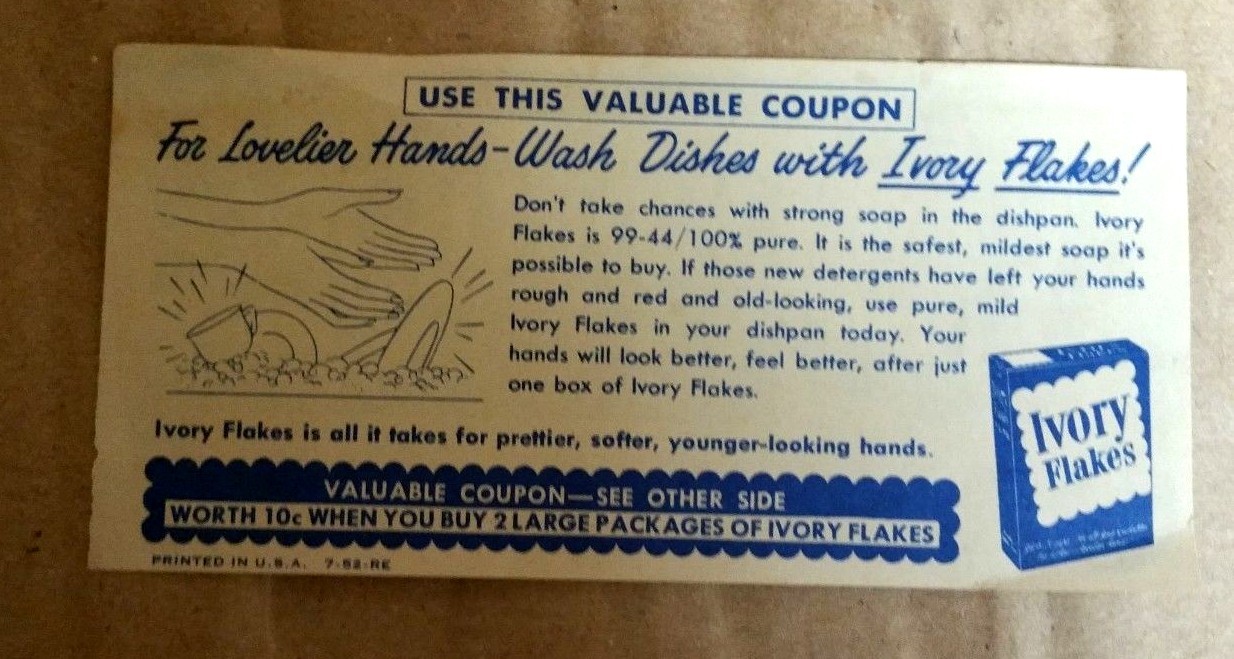 USE THIS VALUABLE COUPON
For Lovelier Hands-Wash Dishes with Ivory Flakes!
Don't take chances with strong soap in the dishpan. Ivory
Flakes is 99-44/100% pure. It is the safest, mildest soap it's
possible to buy. If those new detergents have left your hands
rough and red and old-looking, use pure, mild
Ivory Flakes in your dishpan today. Your
hands will look better, feel better, after just
one box of Ivory Flakes.
Ivory Flakes is all it takes for prettier, softer, younger-looking hands.
Ivory
Flakes
VALUABLE COUPON—SEE OTHER SIDE
WORTH 10c WHEN YOU BUY 2 LARGE PACKAGES OF IVORY FLAKES
PRINTED IN U.S.A. 7-52-RE